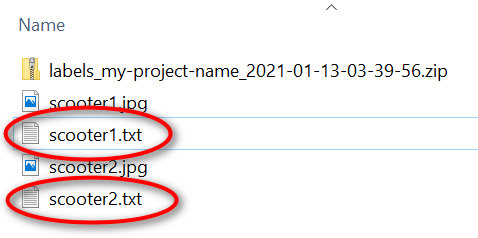 Name
labels_my-project-name_2021-01-13-03-39-56.zip
scooter1.jpg
scooter1.txt
scooter2.jpg
scooter2.txt